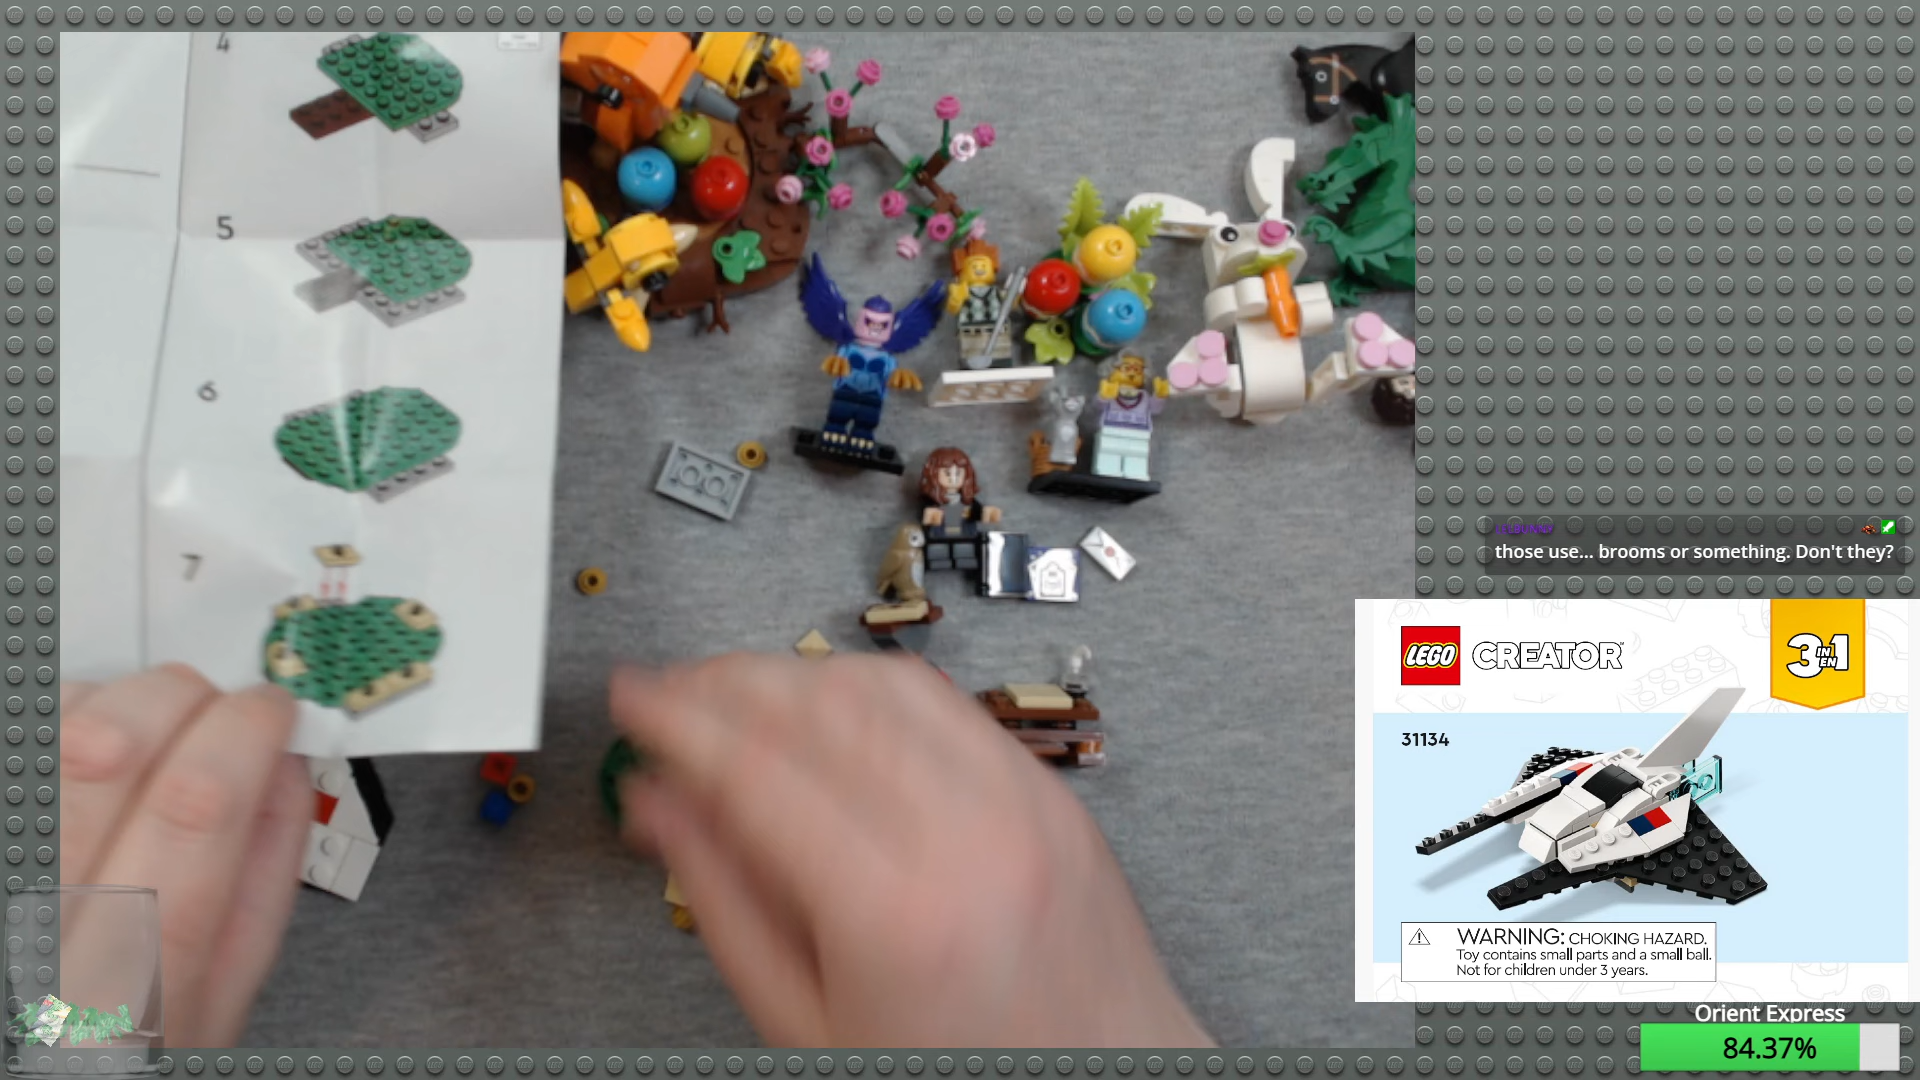 4
5
6
7
those use... brooms or something. Don't they?
LEGO CREATOR
3 IN 1
EN
31134
WARNING: CHOKING HAZARD.
Toy contains small parts and a small ball.
Not for children under 3 years.
Orient Express
84.37%